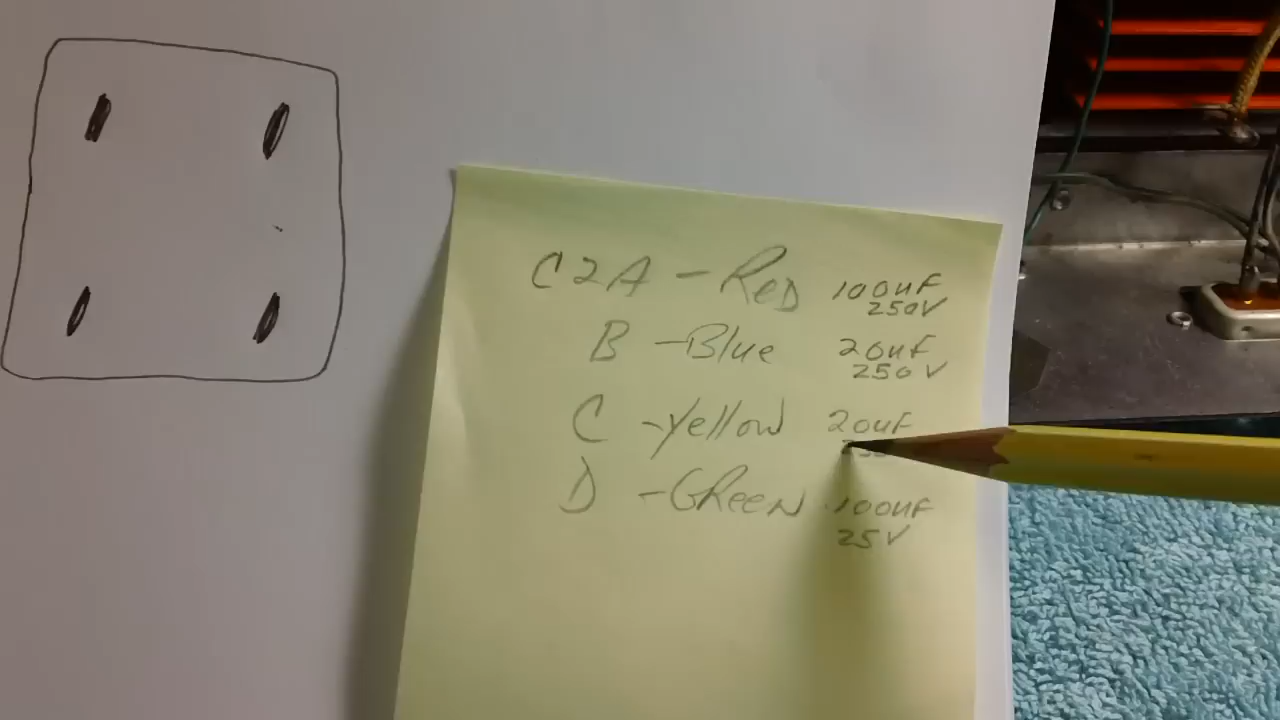 C2A - Red 100uF
250V
B - Blue 20uF
250V
C - Yellow 20uF
D - Green 100uF
25V